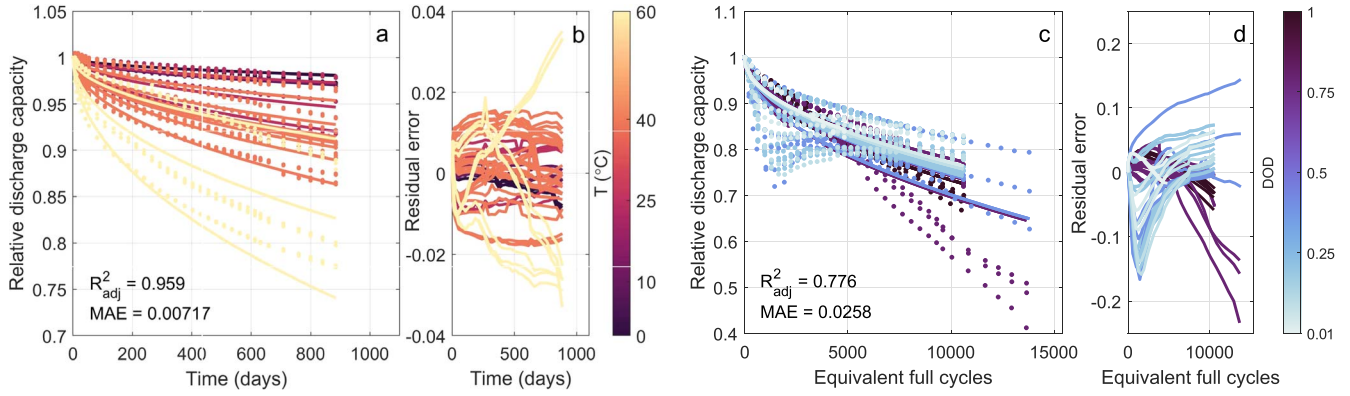 a
Relative discharge capacity
1.05
1
0.95
0.9
0.85
0.8
0.75
0.7
R²adj = 0.959
MAE = 0.00717
0 200 400 600 800 1000
Time (days)
b
Residual error
0.04
0.02
0
-0.02
-0.04
0 500 1000
Time (days)
T (°C)
60
40
25
10
0
c
Relative discharge capacity
1.1
1
0.9
0.8
0.7
0.6
0.5
0.4
R²adj = 0.776
MAE = 0.0258
0 5000 10000 15000
Equivalent full cycles
d
Residual error
0.2
0.1
0
-0.1
-0.2
0 10000
Equivalent full cycles
DOD
1
0.75
0.5
0.25
0.01